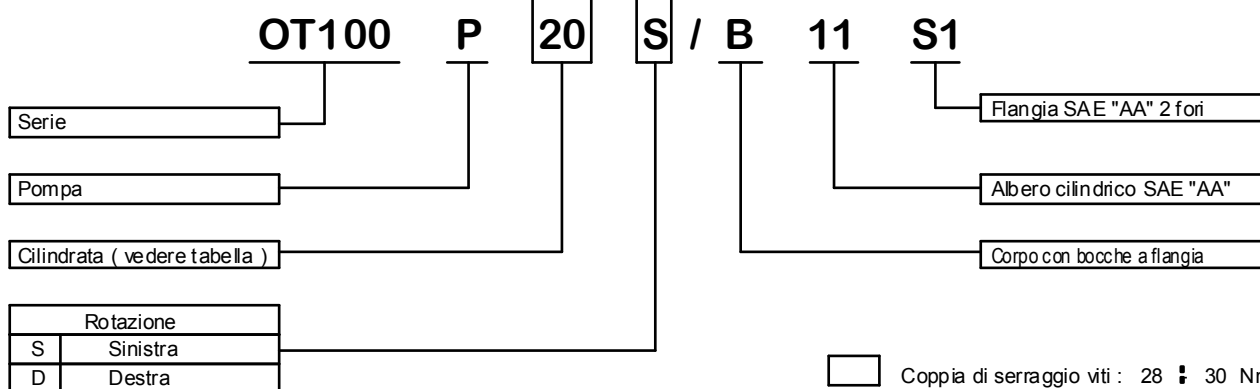 OT100 P 20 S / B 11 S1
Serie
Flangia SAE "AA" 2 fori
Pompa
Albero cilindrico SAE "AA"
Cilindrata ( vedere tabella )
Corpo con bocche a flangia
Rotazione
S Sinistra
D Destra
Coppia di serraggio viti : 28 ÷ 30